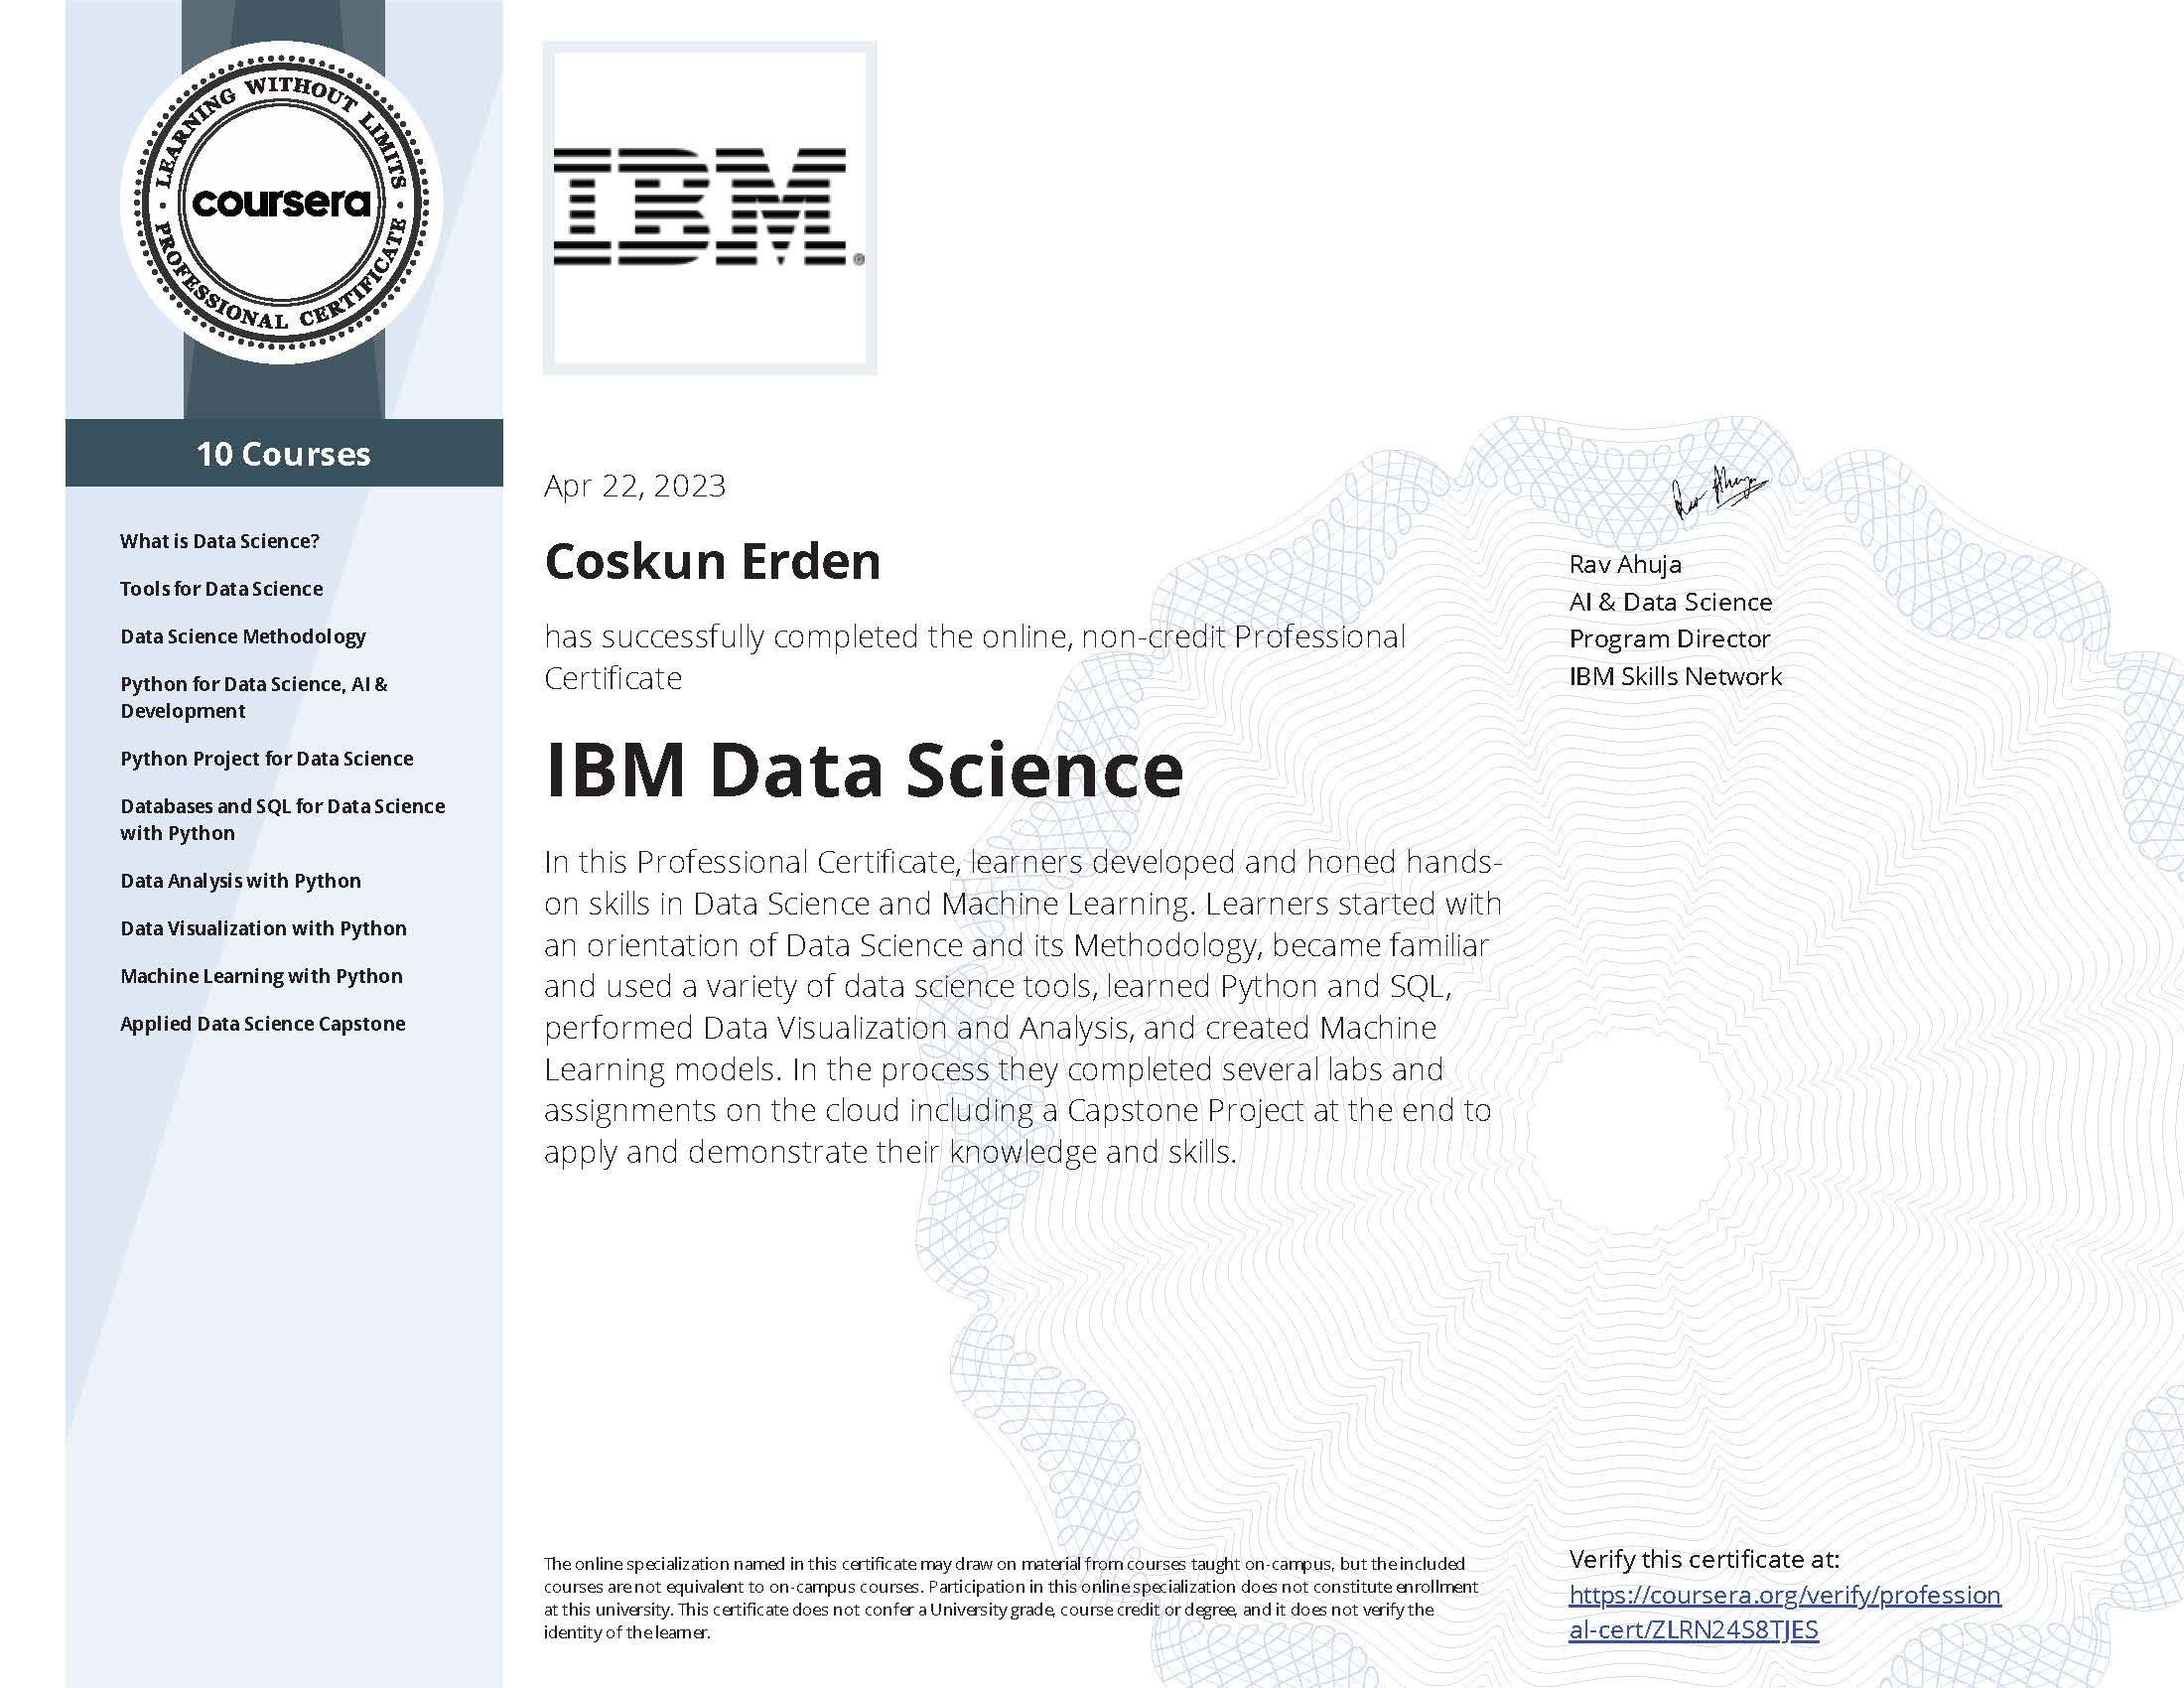 LEARNING WITHOUT LIMITS
coursera
PROFESSIONAL CERTIFICATE
10 Courses
What is Data Science?
Tools for Data Science
Data Science Methodology
Python for Data Science, AI &
Development
Python Project for Data Science
Databases and SQL for Data Science
with Python
Data Analysis with Python
Data Visualization with Python
Machine Learning with Python
Applied Data Science Capstone
IBM®
Apr 22, 2023
Coskun Erden
has successfully completed the online, non-credit Professional
Certificate
IBM Data Science
In this Professional Certificate, learners developed and honed hands-
on skills in Data Science and Machine Learning. Learners started with
an orientation of Data Science and its Methodology, became familiar
and used a variety of data science tools, learned Python and SQL,
performed Data Visualization and Analysis, and created Machine
Learning models. In the process they completed several labs and
assignments on the cloud including a Capstone Project at the end to
apply and demonstrate their knowledge and skills.
Rav Ahuja
Rav Ahuja
AI & Data Science
Program Director
IBM Skills Network
The online specialization named in this certificate may draw on material from courses taught on-campus, but the included
courses are not equivalent to on-campus courses. Participation in this online specialization does not constitute enrollment
at this university. This certificate does not confer a University grade, course credit or degree, and it does not verify the
identity of the learner.
Verify this certificate at:
https://coursera.org/verify/profession
al-cert/ZLRN24S8TJES